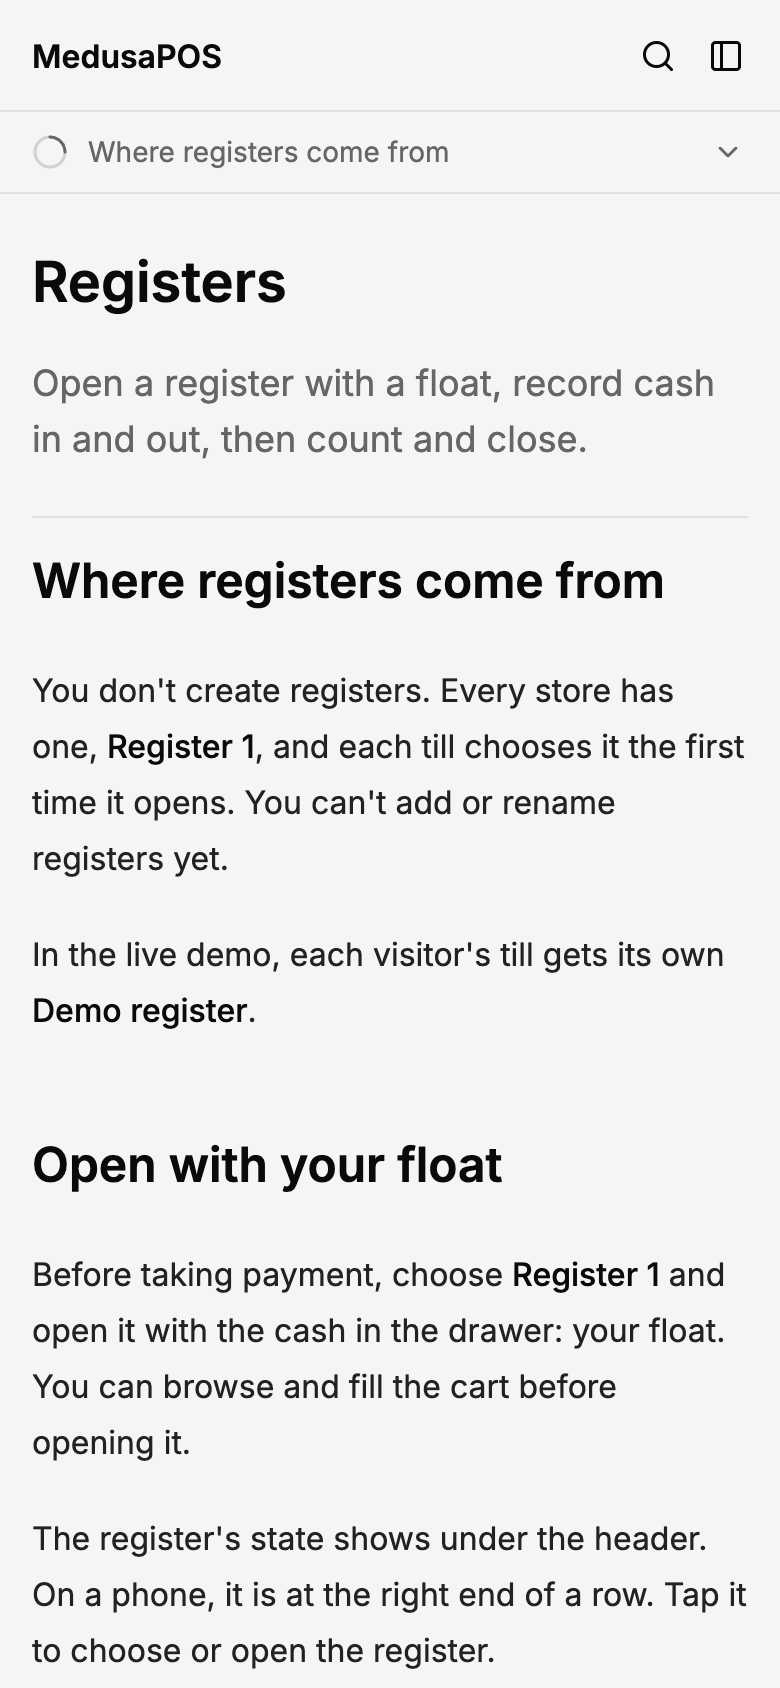 MedusaPOS
Where registers come from
Registers
Open a register with a float, record cash
in and out, then count and close.
Where registers come from
You don't create registers. Every store has
one, Register 1, and each till chooses it the first
time it opens. You can't add or rename
registers yet.
In the live demo, each visitor's till gets its own
Demo register.
Open with your float
Before taking payment, choose Register 1 and
open it with the cash in the drawer: your float.
You can browse and fill the cart before
opening it.
The register's state shows under the header.
On a phone, it is at the right end of a row. Tap it
to choose or open the register.